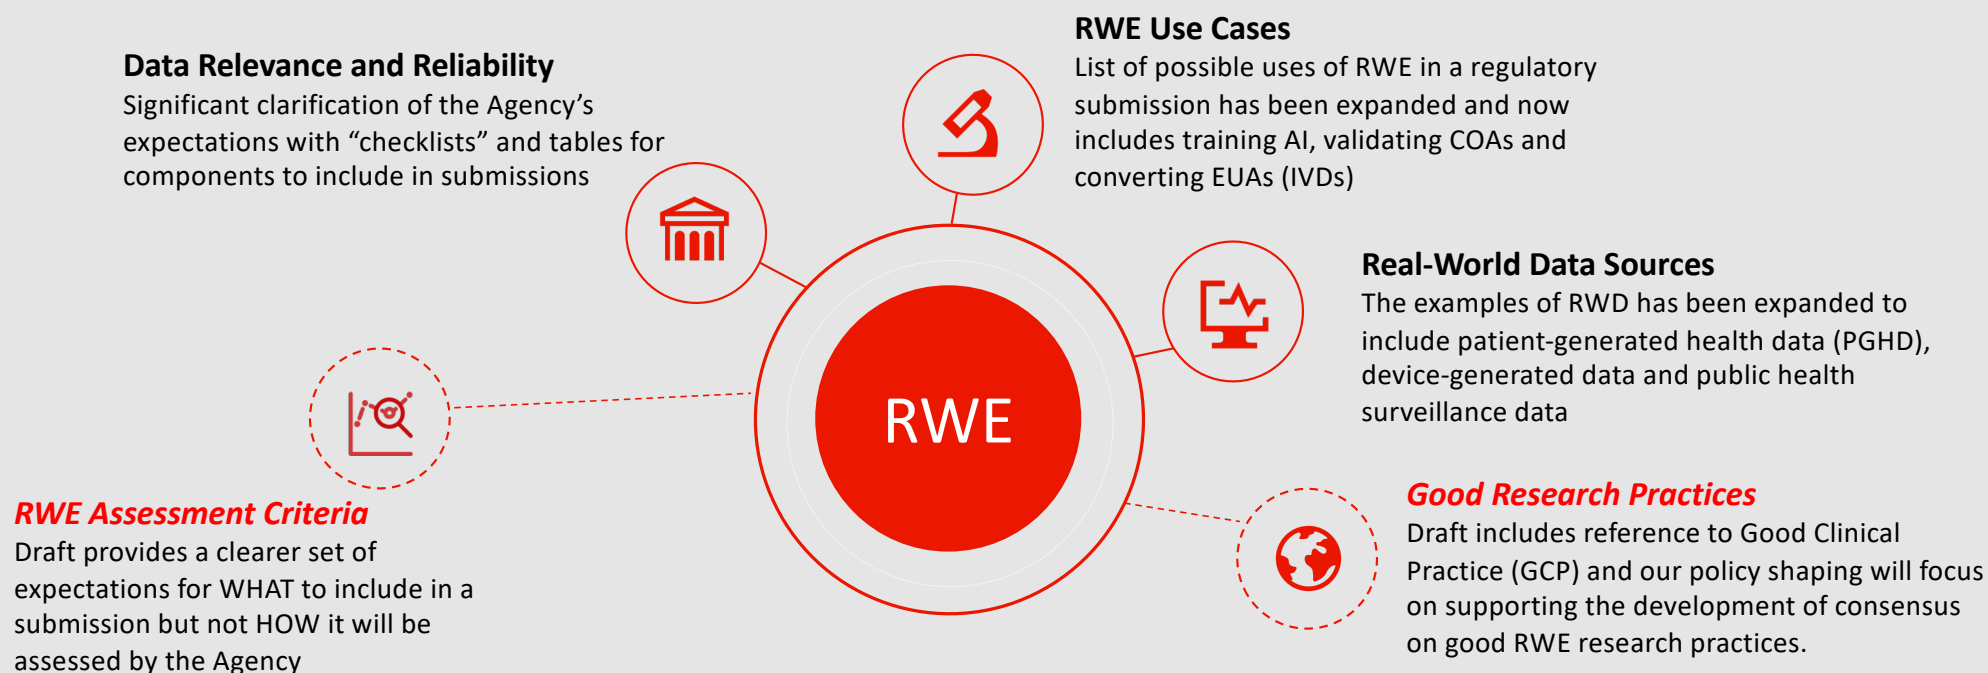 Data Relevance and Reliability
Significant clarification of the Agency’s
expectations with “checklists” and tables for
components to include in submissions
RWE Use Cases
List of possible uses of RWE in a regulatory
submission has been expanded and now
includes training AI, validating COAs and
converting EUAs (IVDs)
Real-World Data Sources
The examples of RWD has been expanded to
include patient-generated health data (PGHD),
device-generated data and public health
surveillance data
RWE
RWE Assessment Criteria
Draft provides a clearer set of
expectations for WHAT to include in a
submission but not HOW it will be
assessed by the Agency
Good Research Practices
Draft includes reference to Good Clinical
Practice (GCP) and our policy shaping will focus
on supporting the development of consensus
on good RWE research practices.